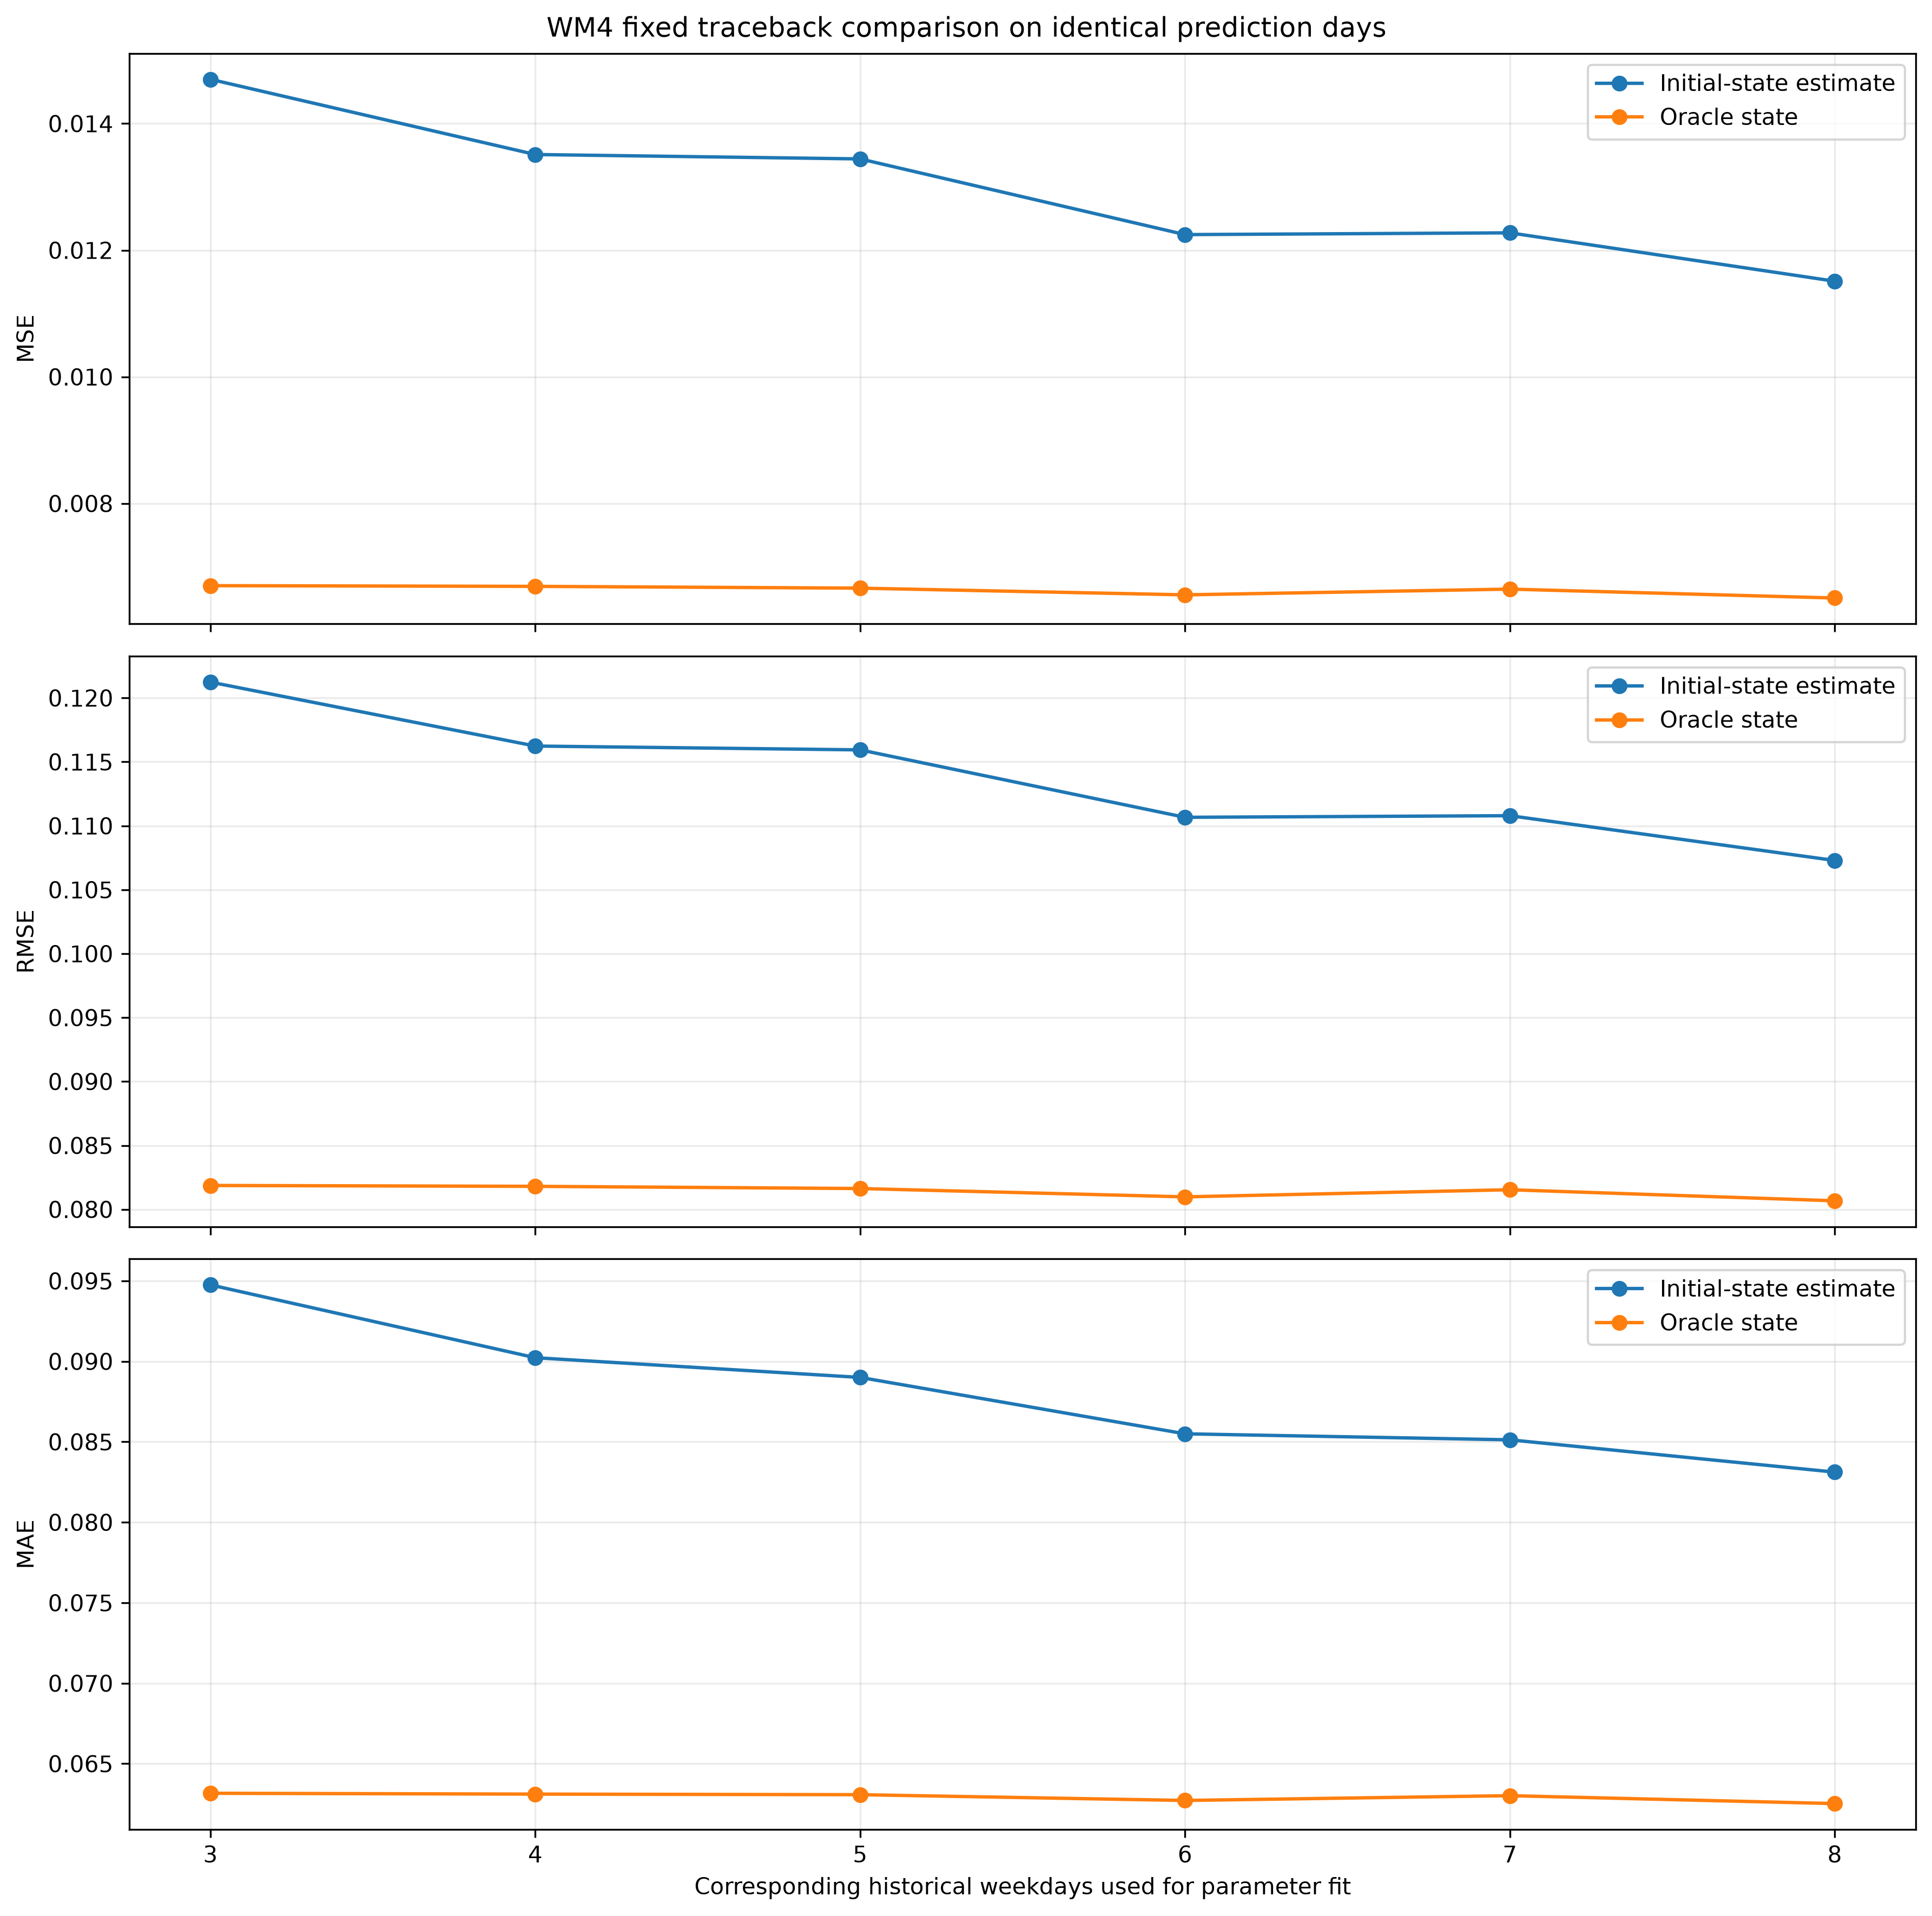 WM4 fixed traceback comparison on identical prediction days
Initial-state estimate
Oracle state
0.014
0.012
0.010
0.008
MSE
Initial-state estimate
Oracle state
0.120
0.115
0.110
0.105
0.100
0.095
0.090
0.085
0.080
RMSE
Initial-state estimate
Oracle state
0.095
0.090
0.085
0.080
0.075
0.070
0.065
MAE
3 4 5 6 7 8
Corresponding historical weekdays used for parameter fit